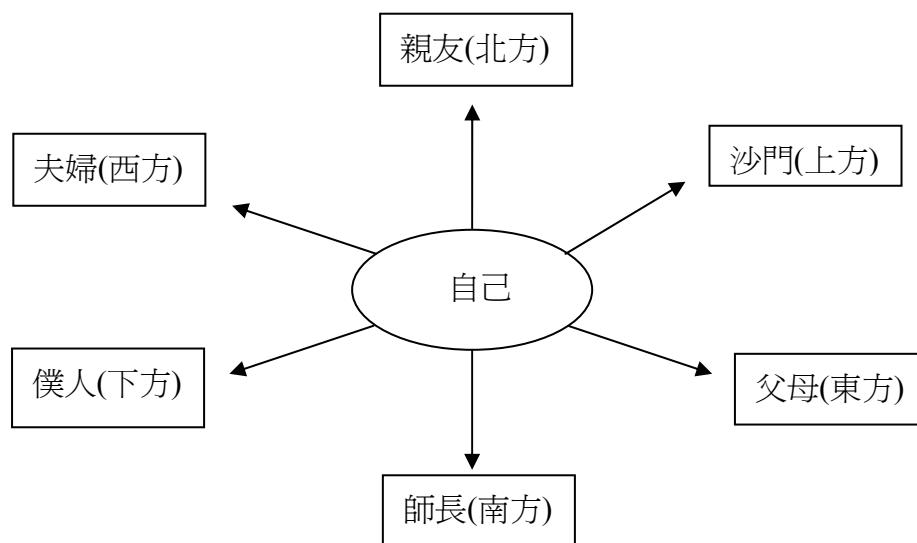 親友(北方)
夫婦(西方)
沙門(上方)
自己
僕人(下方)
父母(東方)
師長(南方)